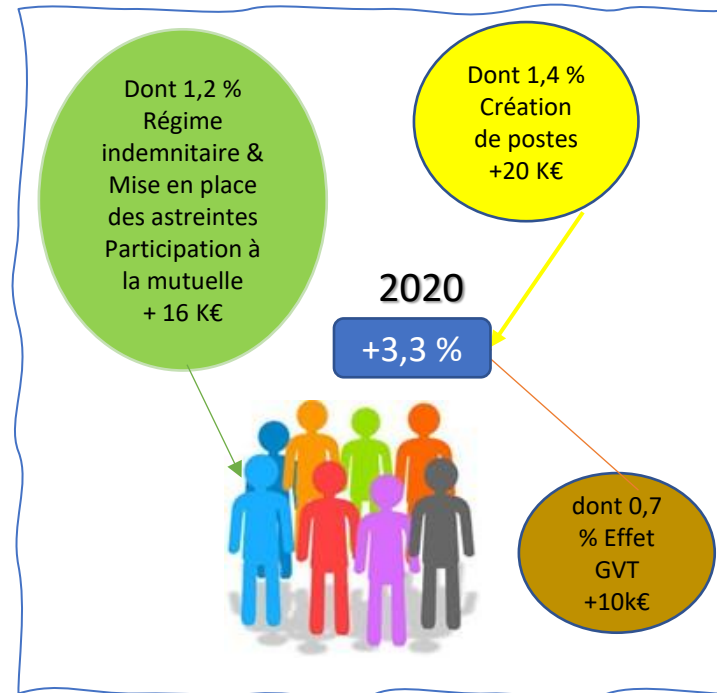 Dont 1,2 %
Régime
indemnitaire &
Mise en place
des astreintes
Participation à
la mutuelle
+ 16 K€
Dont 1,4 %
Création
de postes
+20 K€
2020
+3,3 %
dont 0,7
% Effet
GVT
+10k€